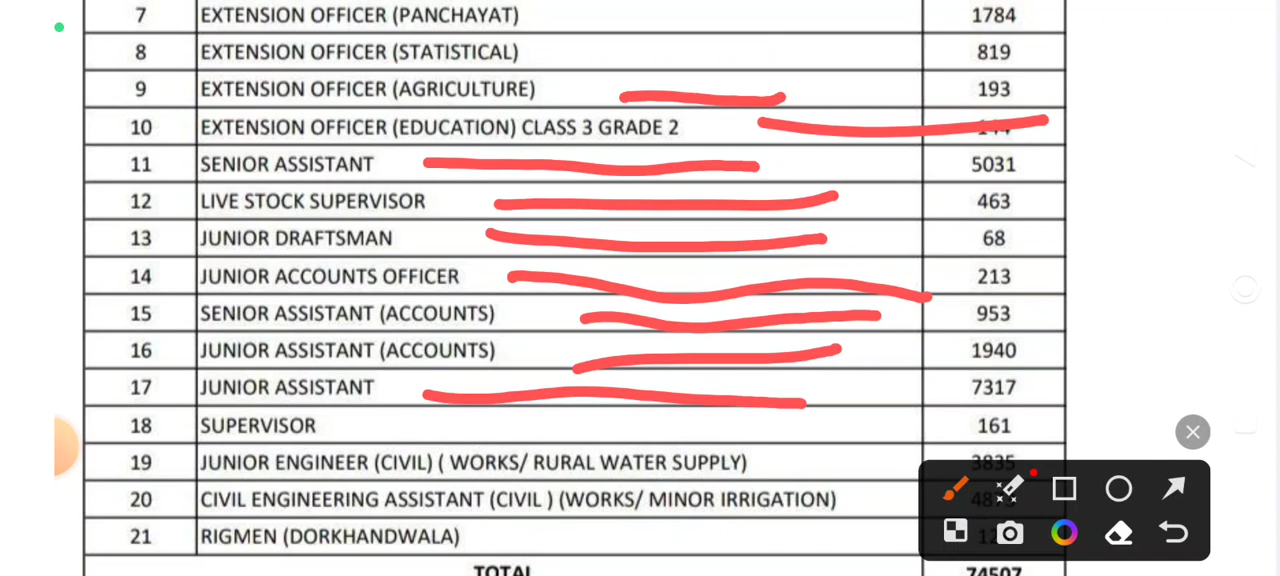 7 EXTENSION OFFICER (PANCHAYAT) 1784
8 EXTENSION OFFICER (STATISTICAL) 819
9 EXTENSION OFFICER (AGRICULTURE) 193
10 EXTENSION OFFICER (EDUCATION) CLASS 3 GRADE 2
11 SENIOR ASSISTANT 5031
12 LIVE STOCK SUPERVISOR 463
13 JUNIOR DRAFTSMAN 68
14 JUNIOR ACCOUNTS OFFICER 213
15 SENIOR ASSISTANT (ACCOUNTS) 953
16 JUNIOR ASSISTANT (ACCOUNTS) 1940
17 JUNIOR ASSISTANT 7317
18 SUPERVISOR 161
19 JUNIOR ENGINEER (CIVIL) ( WORKS/ RURAL WATER SUPPLY) 3835
20 CIVIL ENGINEERING ASSISTANT (CIVIL ) (WORKS/ MINOR IRRIGATION)
21 RIGMEN (DORKHANDWALA)
TOTAL 74507